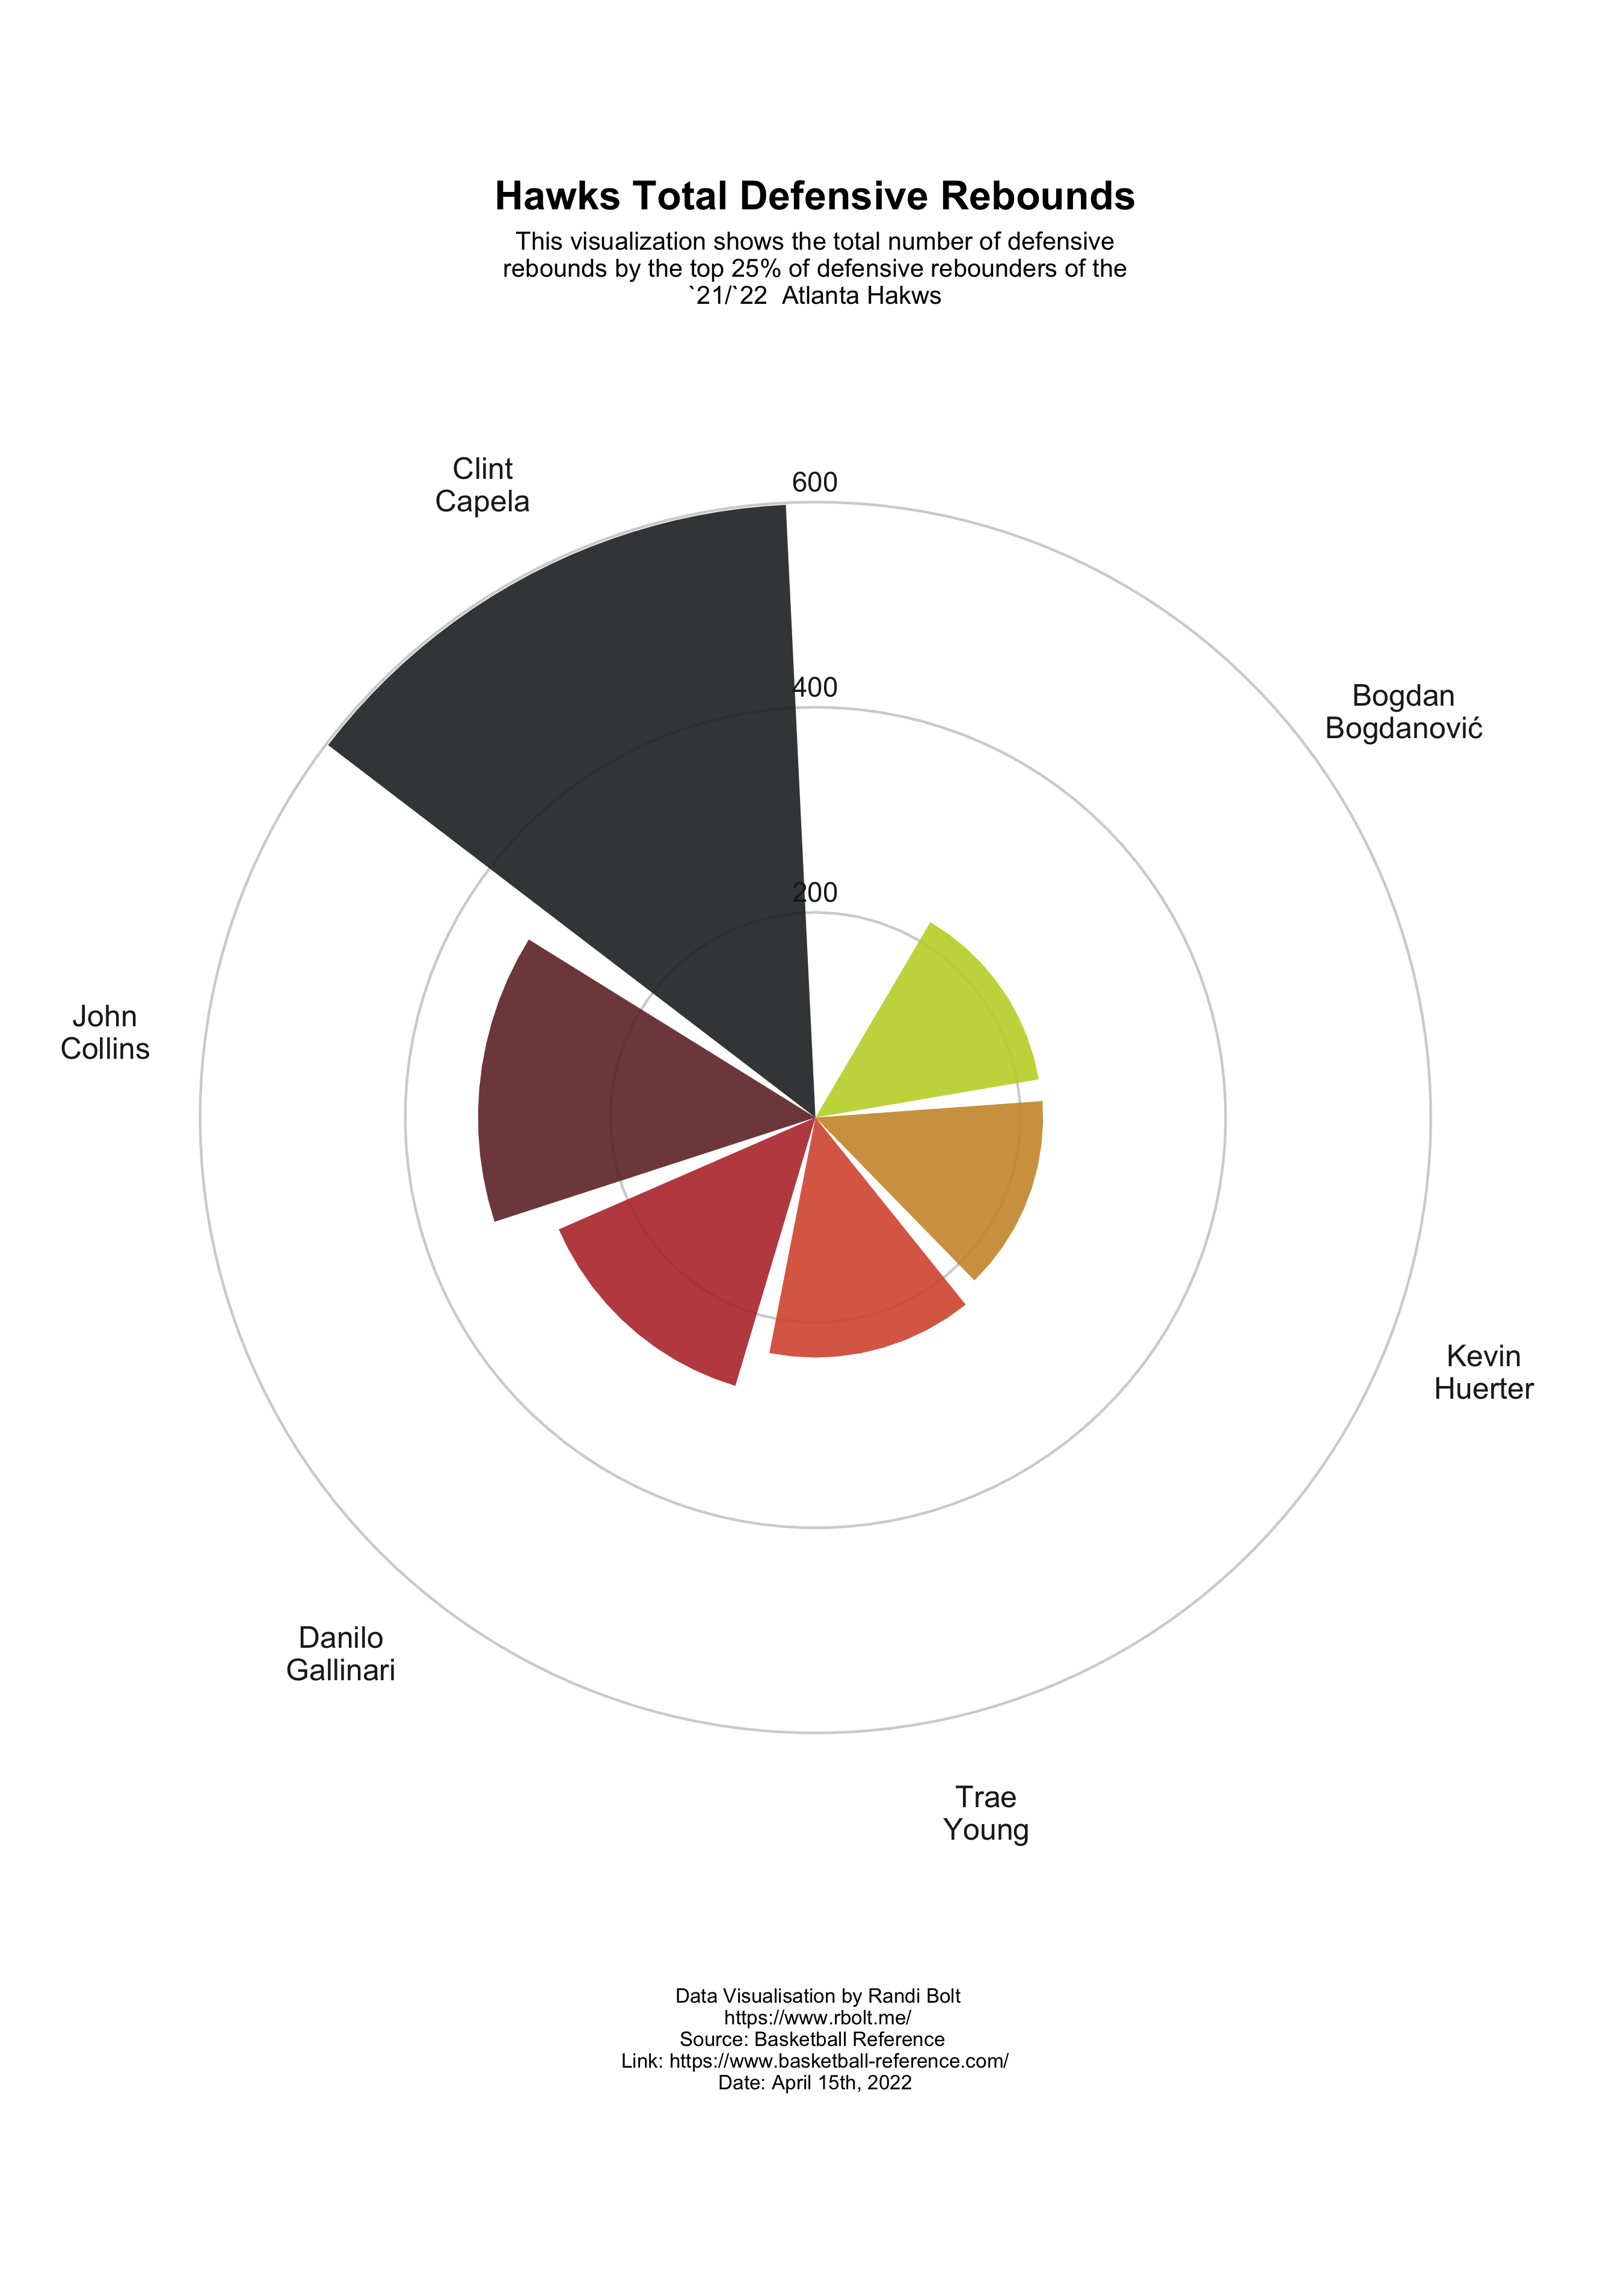 Hawks Total Defensive Rebounds
This visualization shows the total number of defensive
rebounds by the top 25% of defensive rebounders of the
`21/`22  Atlanta Hakws
Clint
Capela
600
400
Bogdan
Bogdanović
200
John
Collins
Kevin
Huerter
Danilo
Gallinari
Trae
Young
Data Visualisation by Randi Bolt
https://www.rbolt.me/
Source: Basketball Reference
Link: https://www.basketball-reference.com/
Date: April 15th, 2022